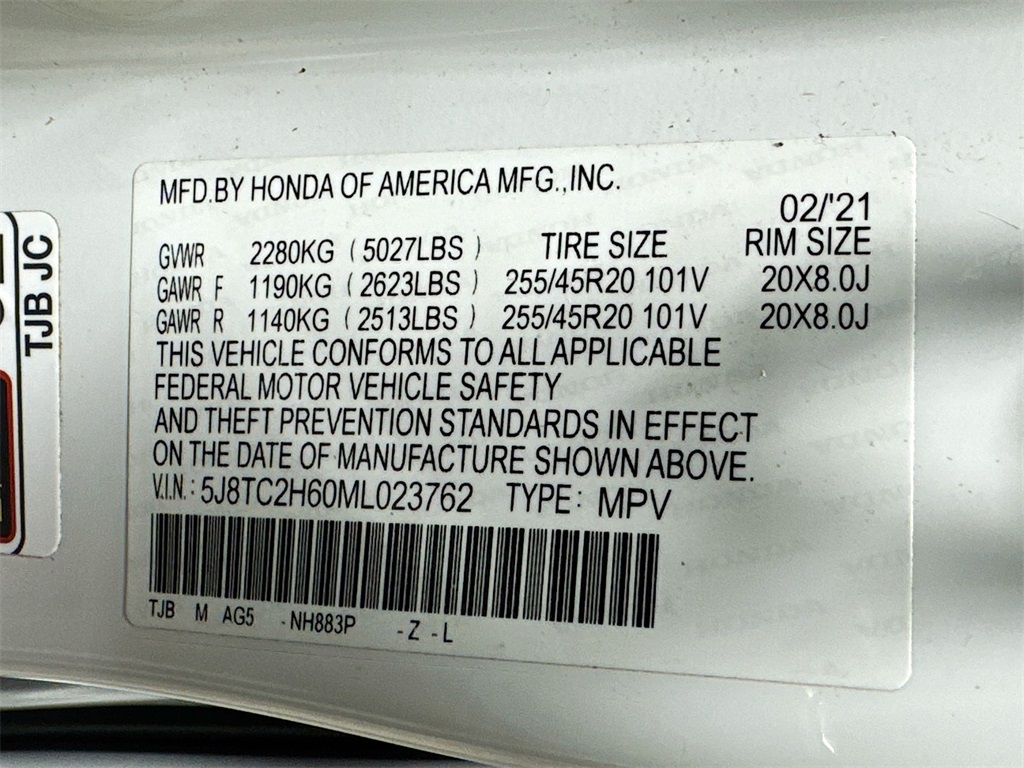 MFD.BY HONDA OF AMERICA MFG.,INC.
02/'21
GVWR 2280KG (5027LBS) TIRE SIZE RIM SIZE
GAWR F 1190KG (2623LBS) 255/45R20 101V 20X8.0J
GAWR R 1140KG (2513LBS) 255/45R20 101V 20X8.0J
THIS VEHICLE CONFORMS TO ALL APPLICABLE
FEDERAL MOTOR VEHICLE SAFETY
AND THEFT PREVENTION STANDARDS IN EFFECT
ON THE DATE OF MANUFACTURE SHOWN ABOVE.
V.I.N.: 5J8TC2H60ML023762 TYPE: MPV
TJB M AG5 -NH883P -Z -L
TJB JC